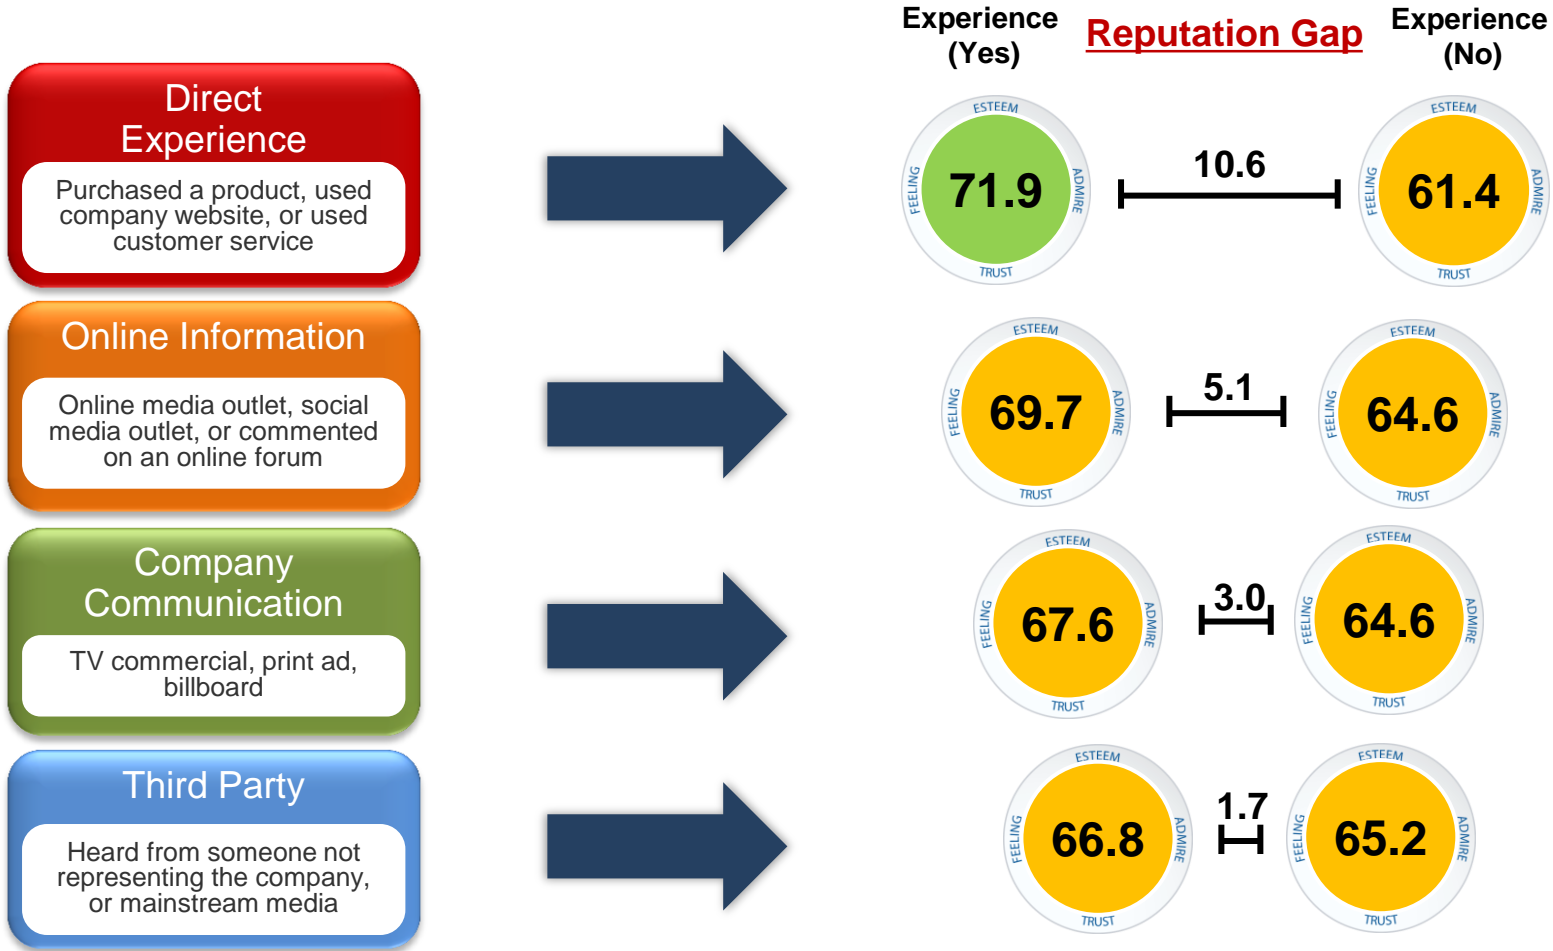 Experience
(Yes)
Reputation Gap
Experience
(No)
Direct
Experience
Purchased a product, used
company website, or used
customer service
ESTEEM
FEELING
71.9
ADMIRE
TRUST
10.6
ESTEEM
FEELING
61.4
ADMIRE
TRUST
Online Information
Online media outlet, social
media outlet, or commented
on an online forum
ESTEEM
FEELING
69.7
ADMIRE
TRUST
5.1
ESTEEM
FEELING
64.6
ADMIRE
TRUST
Company
Communication
TV commercial, print ad,
billboard
ESTEEM
FEELING
67.6
ADMIRE
TRUST
3.0
ESTEEM
FEELING
64.6
ADMIRE
TRUST
Third Party
Heard from someone not
representing the company,
or mainstream media
ESTEEM
FEELING
66.8
ADMIRE
TRUST
1.7
ESTEEM
FEELING
65.2
ADMIRE
TRUST